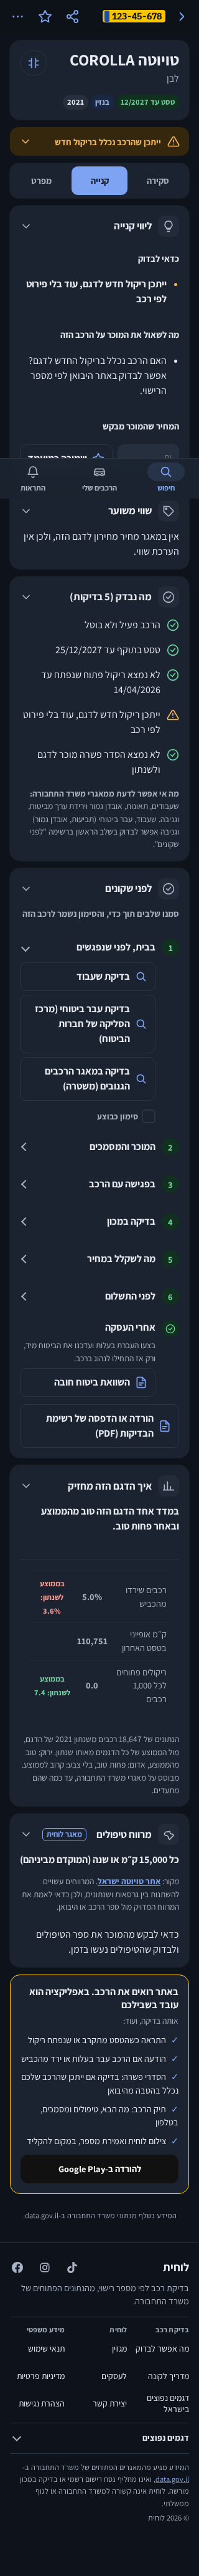 123-45-678
טויוטה COROLLA
לבן
טסט עד 12/2027
בנזין
2021
ייתכן שהרכב נכלל בריקול חדש
סקירה
קנייה
מפרט
ליווי קנייה
כדאי לבדוק
ייתכן ריקול חדש לדגם, עוד בלי פירוט
לפי רכב
מה לשאול את המוכר על הרכב הזה
האם הרכב נכלל בריקול החדש לדגם?
אפשר לבדוק באתר היבואן לפי מספר
הרישוי.
המחיר שהמוכר מבקש
חיפוש
הרכבים שלי
התראות
שווי משוער
אין במאגר מחיר מחירון לדגם הזה, ולכן אין
הערכת שווי.
מה נבדק (5 בדיקות)
הרכב פעיל ולא בוטל
טסט בתוקף עד 25/12/2027
לא נמצא ריקול פתוח שנפתח עד
14/04/2026
ייתכן ריקול חדש לדגם, עוד בלי פירוט
לפי רכב
לא נמצא הסדר פשרה מוכר לדגם
ולשנתון
מה אי אפשר לדעת ממאגרי משרד התחבורה:
שעבודים, תאונות, אובדן גמור וירידת ערך מביטוח,
וגניבה. שעבוד, עבר ביטוחי (תביעות, אובדן גמור)
וגניבה אפשר לבדוק בשלב הראשון ברשימה "לפני
שקונים".
לפני שקונים
סמנו שלבים תוך כדי, והסימון נשמר לרכב הזה
1
בבית, לפני שנפגשים
בדיקת שעבוד
בדיקת עבר ביטוחי (מרכז
הסליקה של חברות
הביטוח)
בדיקה במאגר הרכבים
הגנובים (משטרה)
סימון כבוצע
2
המוכר והמסמכים
3
בפגישה עם הרכב
4
בדיקה במכון
5
מה לשקלל במחיר
6
לפני התשלום
אחרי העסקה
בצעו העברת בעלות ועדכנו את הביטוח מיד,
ורק אז התחילו לנהוג ברכב.
השוואת ביטוח חובה
הורדה או הדפסה של רשימת
הבדיקות (PDF)
איך הדגם הזה מחזיק
במדד אחד הדגם הזה טוב מהממוצע
ובאחר פחות טוב.
רכבים שירדו
מהכביש
5.0%
בממוצע
לשנתון:
3.6%
ק״מ אופייני
בטסט האחרון
110,751
ריקולים פתוחים
לכל 1,000
רכבים
0.0
בממוצע
לשנתון: 7.4
הנתונים של 18,647 רכבים משנתון 2021 של הדגם,
מול הממוצע של כל הדגמים מאותו שנתון. ירוק: טוב
מהממוצע, אדום: פחות טוב, בלי צבע: קרוב לממוצע.
מבוסס על מאגרי משרד התחבורה, עד כמה שהם
מתעדים.
מרווח טיפולים
מאגר לוחית
כל 15,000 ק״מ או שנה (המוקדם מביניהם)
מקור: אתר טויוטה ישראל. המרווחים עשויים
להשתנות בין גרסאות ושנתונים, ולכן כדאי לאמת את
המרווח המדויק מול ספר הרכב או היבואן.
כדאי לבקש מהמוכר את ספר הטיפולים
ולבדוק שהטיפולים נעשו בזמן.
באתר רואים את הרכב. באפליקציה הוא
עובד בשבילכם
אותה בדיקה, ועוד:
✓ התראה כשהטסט מתקרב או שנפתח ריקול
✓ הודעה אם הרכב עבר בעלות או ירד מהכביש
✓ הסדרי פשרה: בדיקה אם ייתכן שהרכב שלכם
נכלל בהטבה מהיבואן
✓ תיק הרכב: מה הבא, טיפולים ומסמכים,
בטלפון
✓ צילום לוחית ואמירת מספר, במקום להקליד
להורדה ב-Google Play
המידע נשלף מנתוני משרד התחבורה ב-data.gov.il.
לוחית
בדיקת רכב לפי מספר רישוי, מהנתונים הפתוחים של
משרד התחבורה.
בדיקת רכב
לוחית
מידע משפטי
מה אפשר לבדוק
מגזין
תנאי שימוש
מדריך לקונה
לעסקים
מדיניות פרטיות
דגמים נפוצים
בישראל
יצירת קשר
הצהרת נגישות
דגמים נפוצים
המידע מגיע מהמאגרים הפתוחים של משרד התחבורה ב-
data.gov.il, ואינו מחליף נסח רישום רשמי או בדיקה במכון
מורשה. לוחית אינה קשורה למשרד התחבורה או לגוף
ממשלתי.
© 2026 לוחית